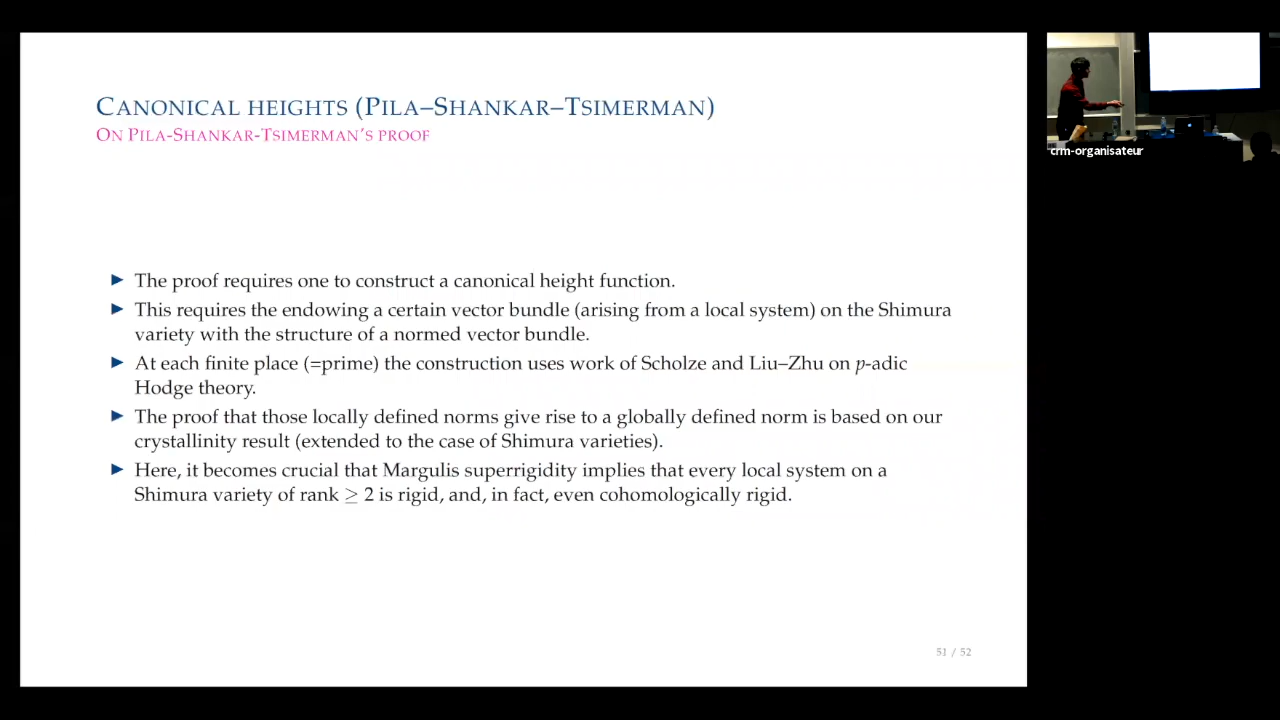 CANONICAL HEIGHTS (PILA–SHANKAR–TSIMERMAN)
ON PILA-SHANKAR-TSIMERMAN'S PROOF
crm-organisateur
▶ The proof requires one to construct a canonical height function.
▶ This requires the endowing a certain vector bundle (arising from a local system) on the Shimura
variety with the structure of a normed vector bundle.
▶ At each finite place (=prime) the construction uses work of Scholze and Liu–Zhu on p-adic
Hodge theory.
▶ The proof that those locally defined norms give rise to a globally defined norm is based on our
crystallinity result (extended to the case of Shimura varieties).
▶ Here, it becomes crucial that Margulis superrigidity implies that every local system on a
Shimura variety of rank ≥ 2 is rigid, and, in fact, even cohomologically rigid.
51 / 52